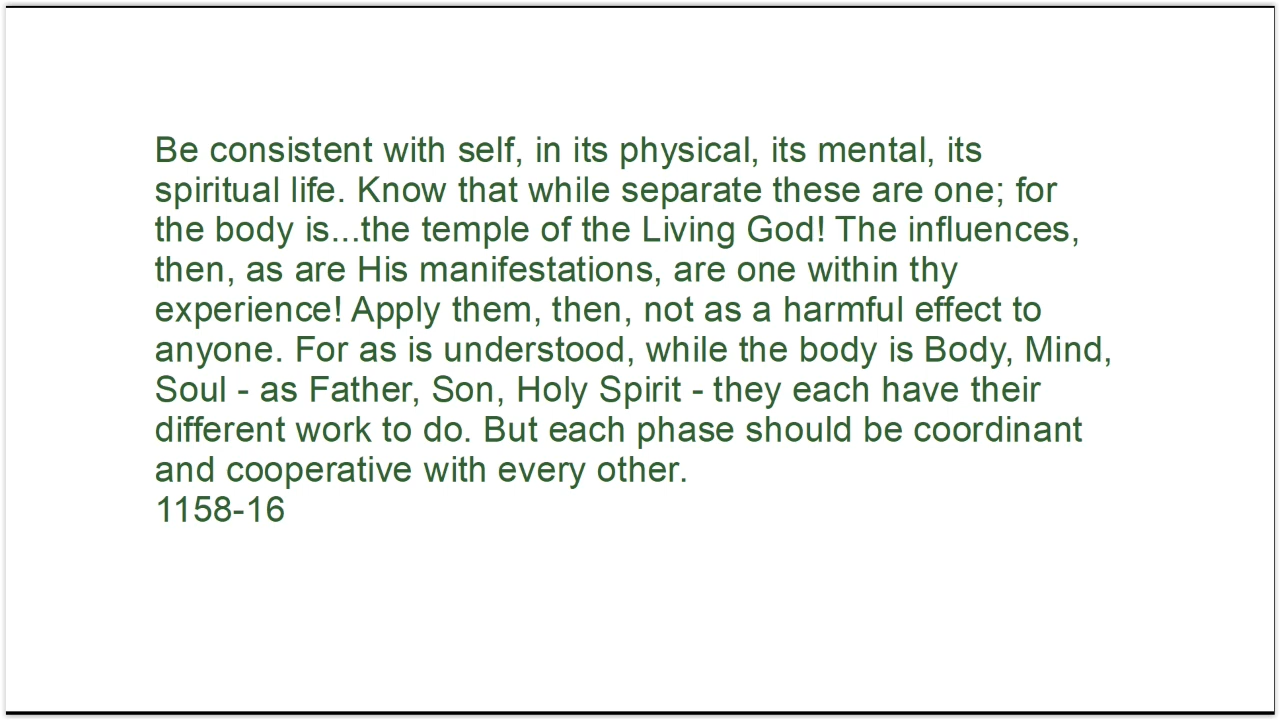 Be consistent with self, in its physical, its mental, its
spiritual life. Know that while separate these are one; for
the body is...the temple of the Living God! The influences,
then, as are His manifestations, are one within thy
experience! Apply them, then, not as a harmful effect to
anyone. For as is understood, while the body is Body, Mind,
Soul - as Father, Son, Holy Spirit - they each have their
different work to do. But each phase should be coordinant
and cooperative with every other.
1158-16